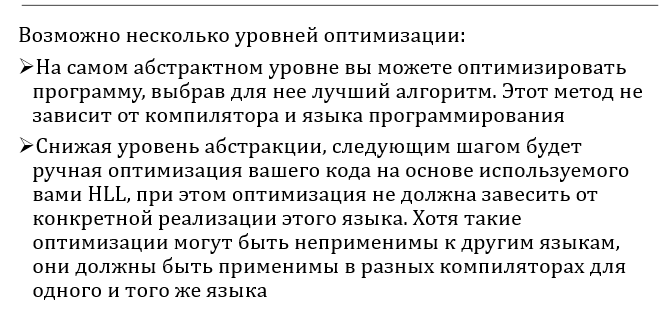 Возможно несколько уровней оптимизации:
➢На самом абстрактном уровне вы можете оптимизировать
программу, выбрав для нее лучший алгоритм. Этот метод не
зависит от компилятора и языка программирования
➢Снижая уровень абстракции, следующим шагом будет
ручная оптимизация вашего кода на основе используемого
вами HLL, при этом оптимизация не должна завесить от
конкретной реализации этого языка. Хотя такие
оптимизации могут быть неприменимы к другим языкам,
они должны быть применимы в разных компиляторах для
одного и того же языка